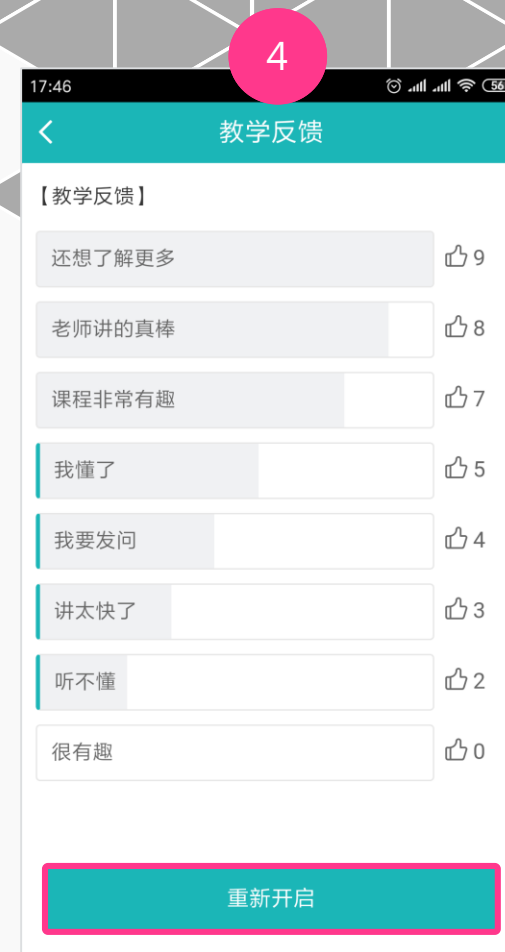 4
17:46
56
教学反馈
【教学反馈】
还想了解更多 9
老师讲的真棒 8
课程非常有趣 7
我懂了 5
我要发问 4
讲太快了 3
听不懂 2
很有趣 0
重新开启